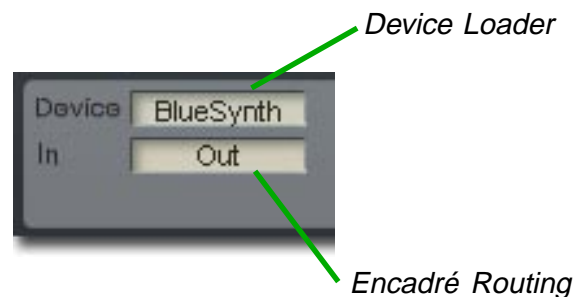 Device Loader
Device BlueSynth
In Out
Encadré Routing